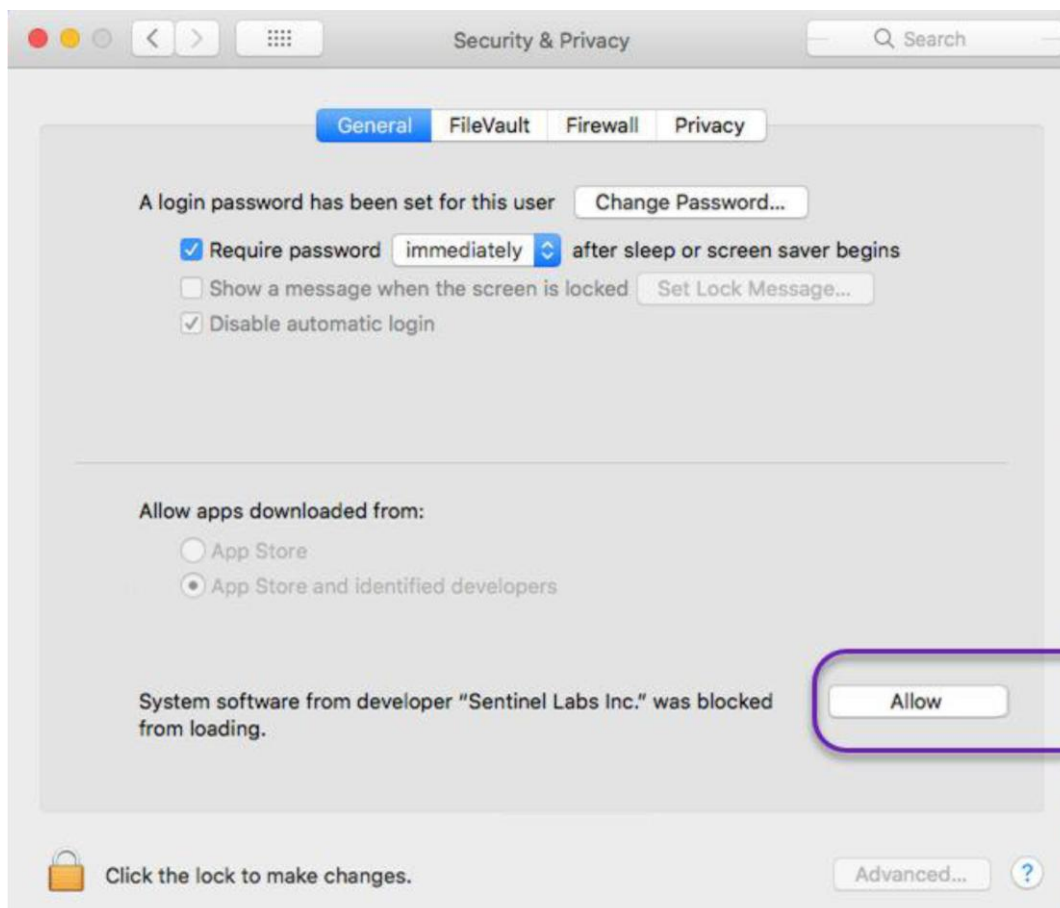 Security & Privacy
Search
General FileVault Firewall Privacy
A login password has been set for this user Change Password...
Require password immediately after sleep or screen saver begins
Show a message when the screen is locked Set Lock Message...
Disable automatic login
Allow apps downloaded from:
App Store
App Store and identified developers
System software from developer “Sentinel Labs Inc.” was blocked
from loading.
Allow
Click the lock to make changes.
Advanced...
?